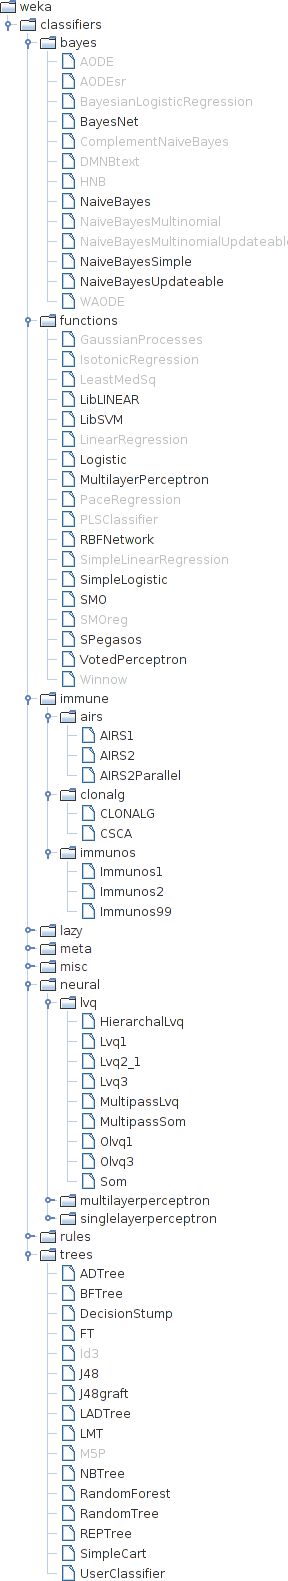 weka
classifiers
bayes
AODE
AODEsr
BayesianLogisticRegression
BayesNet
ComplementNaiveBayes
DMNBtext
HNB
NaiveBayes
NaiveBayesMultinomial
NaiveBayesMultinomialUpdateabl
NaiveBayesSimple
NaiveBayesUpdateable
WAODE
functions
GaussianProcesses
IsotonicRegression
LeastMedSq
LibLINEAR
LibSVM
LinearRegression
Logistic
MultilayerPerceptron
PaceRegression
PLSClassifier
RBFNetwork
SimpleLinearRegression
SimpleLogistic
SMO
SMOreg
SPegasos
VotedPerceptron
Winnow
immune
airs
AIRS1
AIRS2
AIRS2Parallel
clonalg
CLONALG
CSCA
immunos
Immunos1
Immunos2
Immunos99
lazy
meta
misc
neural
lvq
HierarchalLvq
Lvq1
Lvq2_1
Lvq3
MultipassLvq
MultipassSom
Olvq1
Olvq3
Som
multilayerperceptron
singlelayerperceptron
rules
trees
ADTree
BFTree
DecisionStump
FT
Id3
J48
J48graft
LADTree
LMT
M5P
NBTree
RandomForest
RandomTree
REPTree
SimpleCart
UserClassifier